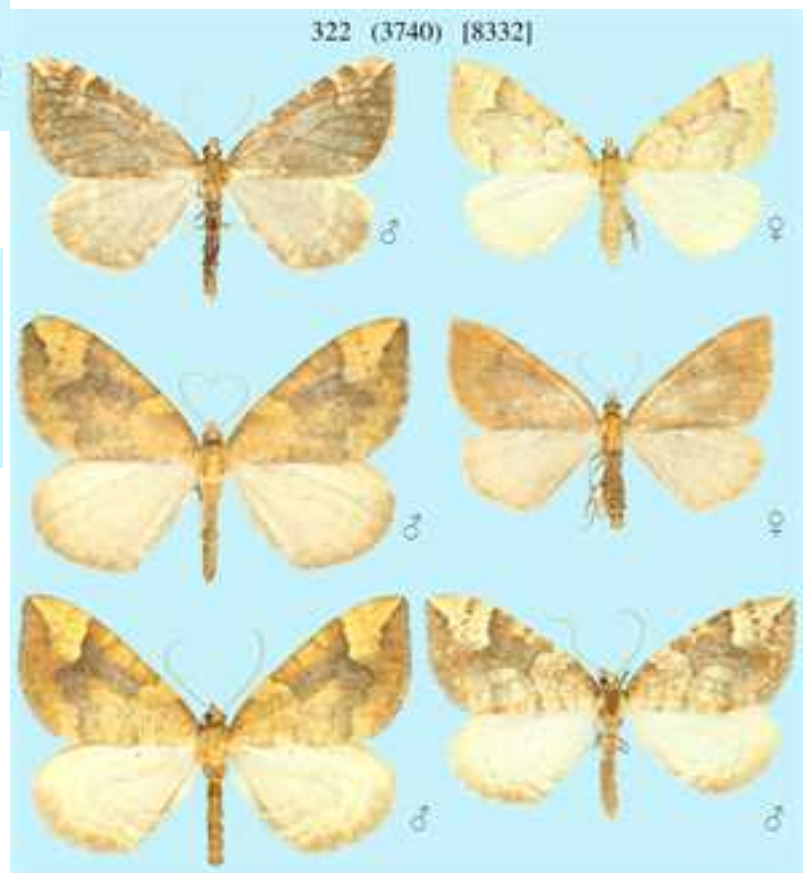 322 (3740) [8332]
♂ ♀
♂ ♀
♂ ♂